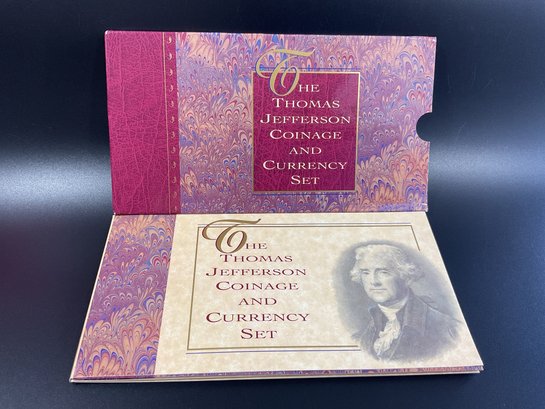 THE
THOMAS
JEFFERSON
COINAGE
AND
CURRENCY
SET
THE
THOMAS
JEFFERSON
COINAGE
AND
CURRENCY
SET